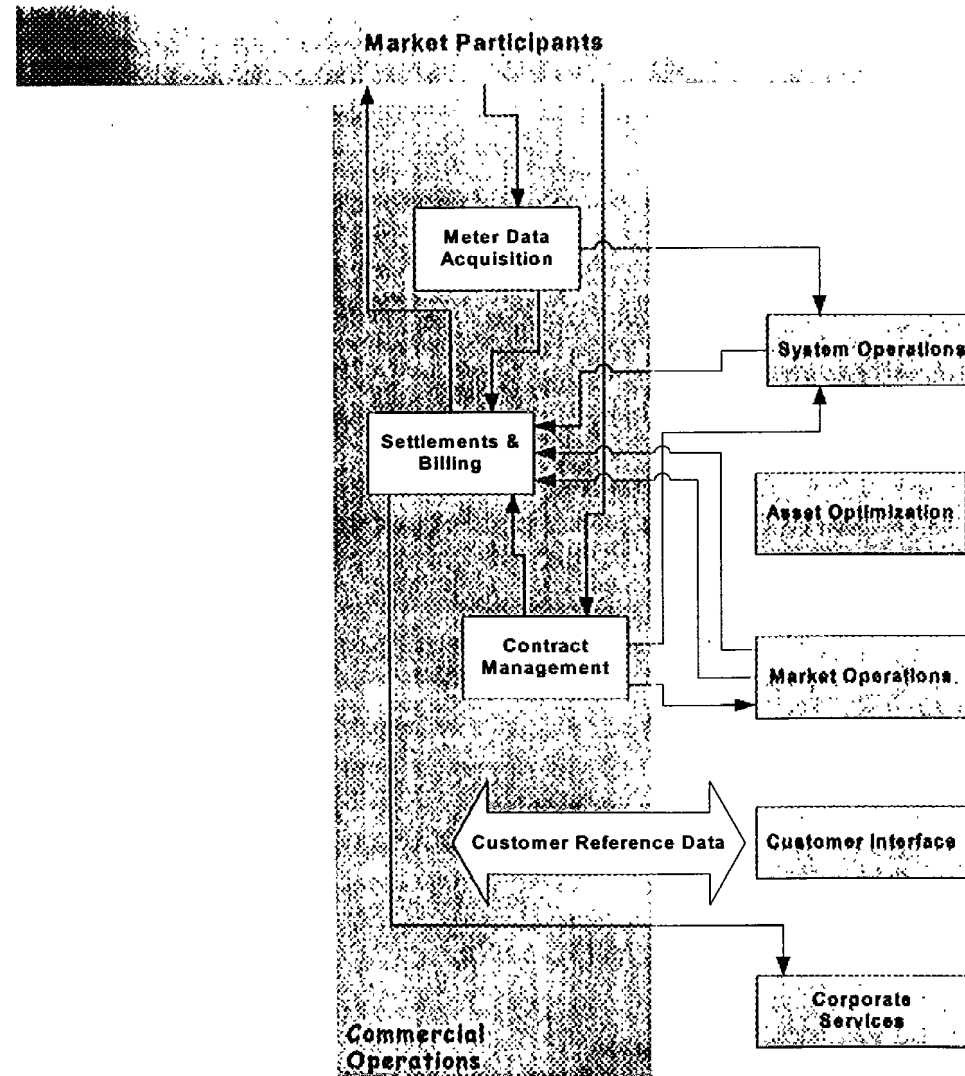 Market Participants
Meter Data
Acquisition
System Operations
Settlements &
Billing
Asset Optimization
Contract
Management
Market Operations
Customer Reference Data
Customer Interface
Corporate
Services
Commercial
Operations